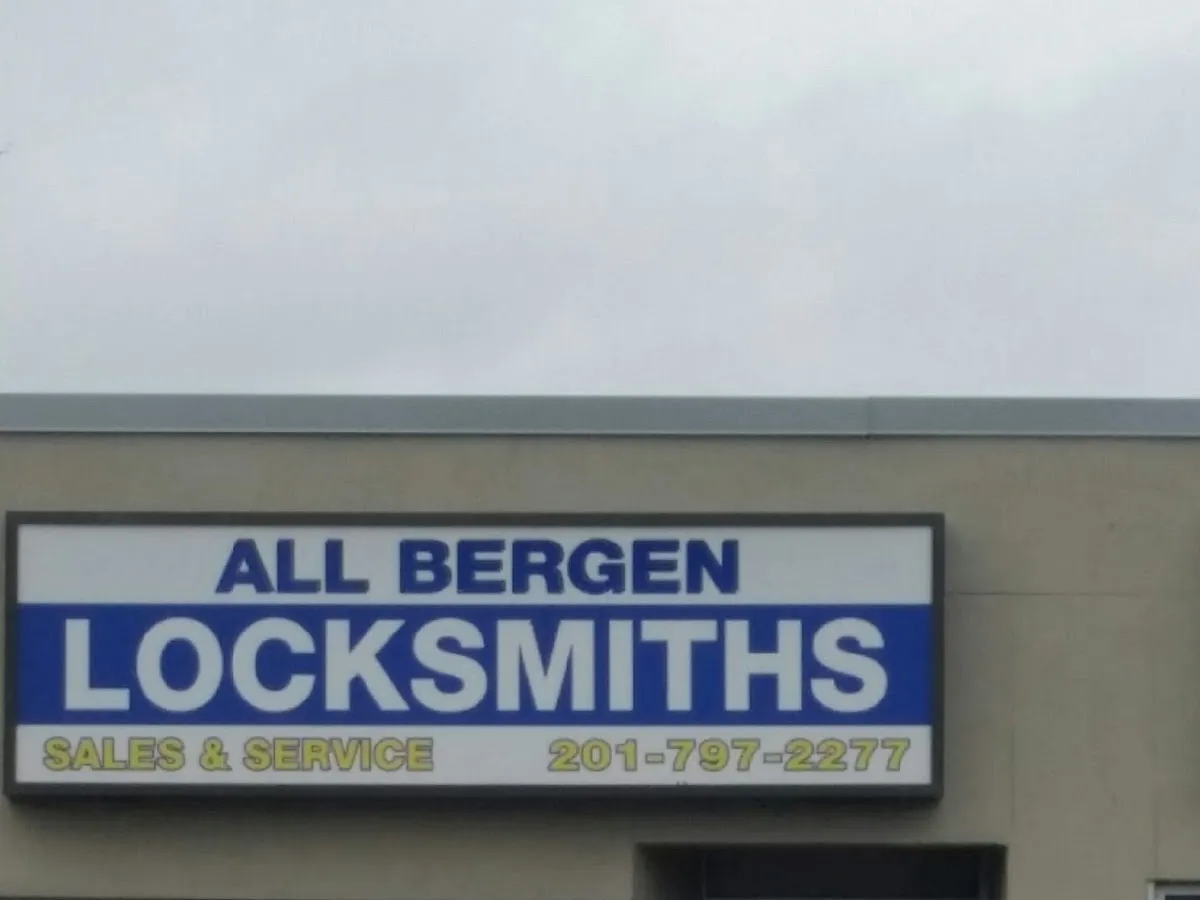 ALL BERGEN
LOCKSMITHS
SALES & SERVICE 201-797-2277